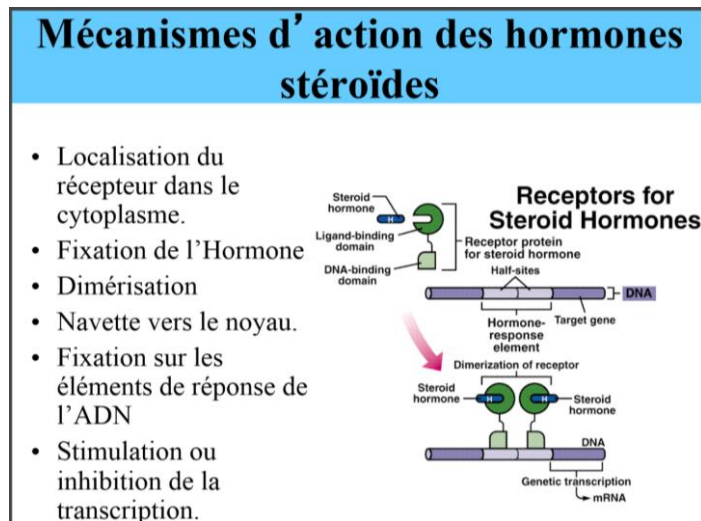 Mécanismes d’action des hormones
stéroïdes
• Localisation du
récepteur dans le
cytoplasme.
• Fixation de l’Hormone
• Dimérisation
• Navette vers le noyau.
• Fixation sur les
éléments de réponse de
l’ADN
• Stimulation ou
inhibition de la
transcription.
Receptors for
Steroid Hormones
Steroid
hormone
H
Ligand-binding
domain
Receptor protein
for steroid hormone
DNA-binding
domain
Half-sites
DNA
Hormone-
response
element
Target gene
Dimerization of receptor
Steroid
hormone
H
H
Steroid
hormone
DNA
Genetic transcription
mRNA